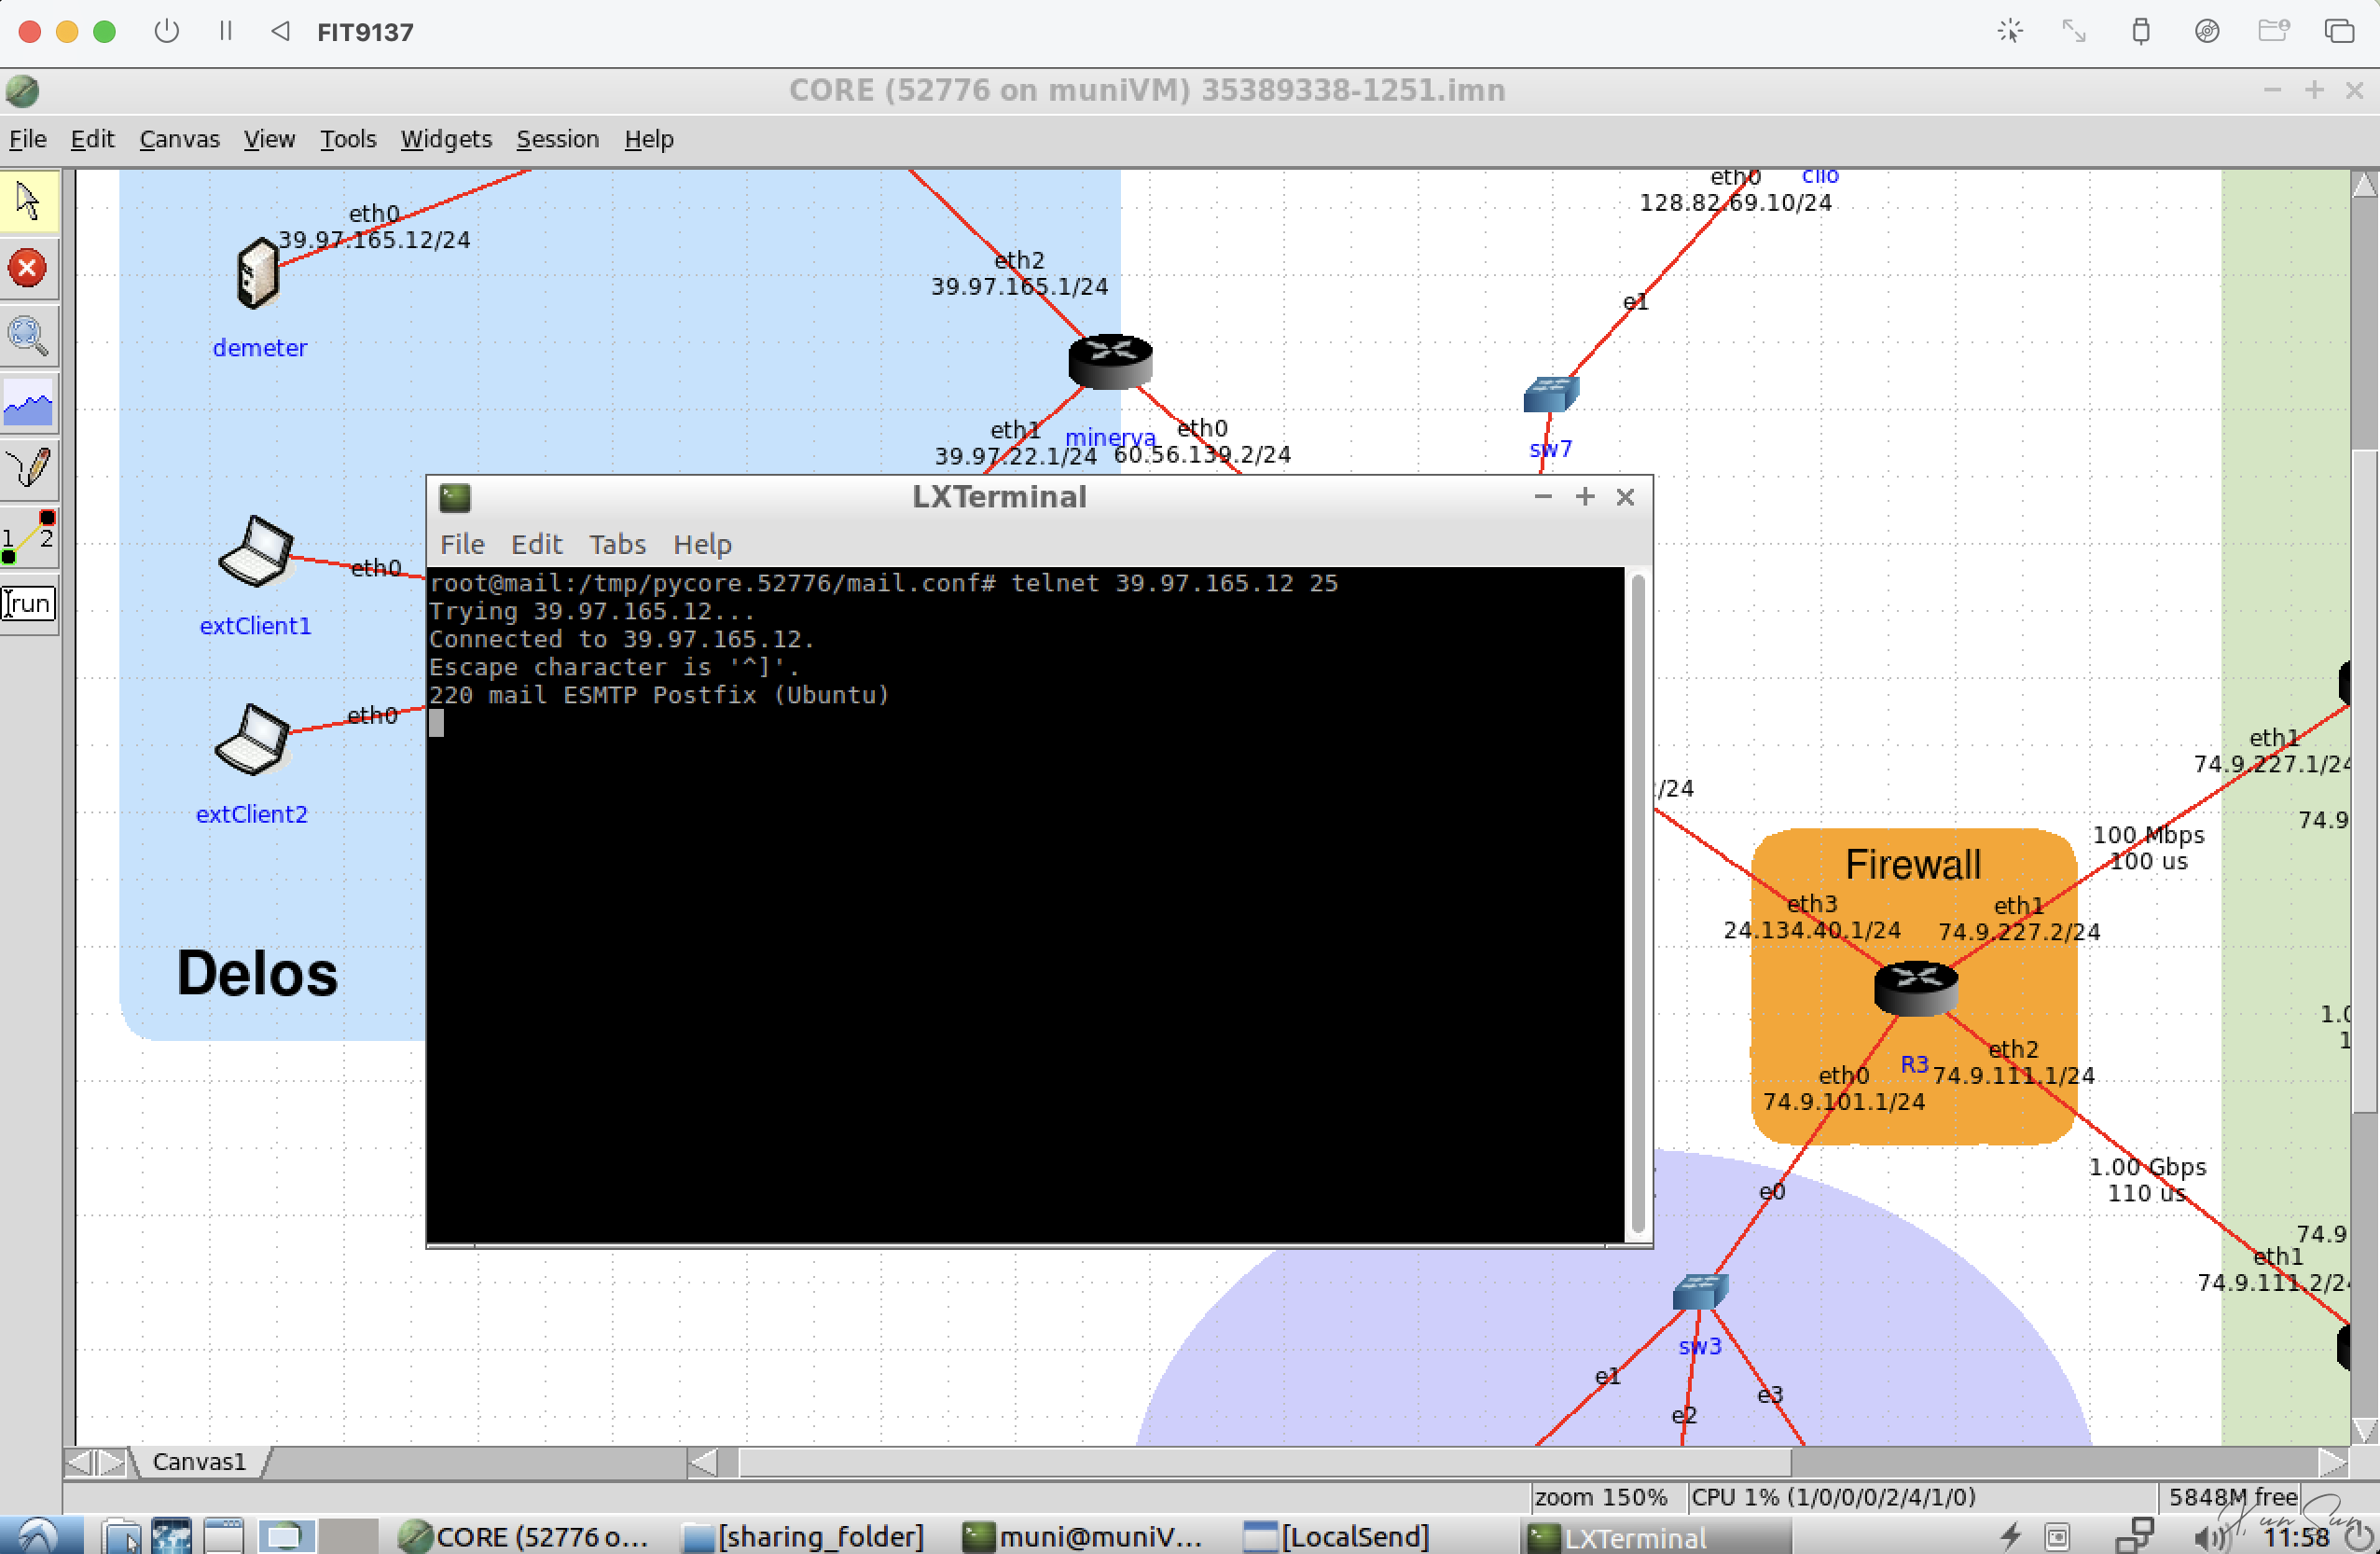 FIT9137
CORE (52776 on muniVM) 35389338-1251.imn
File Edit Canvas View Tools Widgets Session Help
eth0
39.97.165.12/24
demeter
eth2
39.97.165.1/24
eth1
39.97.22.1/24
minerva
eth0
60.56.139.2/24
eth0
clio
128.82.69.10/24
e1
sw7
1 2
run
eth0
extClient1
eth0
extClient2
Delos
LXTerminal
File Edit Tabs Help
root@mail:/tmp/pycore.52776/mail.conf# telnet 39.97.165.12 25
Trying 39.97.165.12...
Connected to 39.97.165.12.
Escape character is '^]'.
220 mail ESMTP Postfix (Ubuntu)
/24
eth1
74.9.227.1/24
74.9
100 Mbps
100 us
Firewall
eth3
24.134.40.1/24
eth1
74.9.227.2/24
R3
eth2
74.9.111.1/24
eth0
74.9.101.1/24
1.0
1
1.00 Gbps
110 us
74.9
eth1
74.9.111.2/24
e0
sw3
e1
e2
e3
Canvas1
zoom 150% CPU 1% (1/0/0/0/2/4/1/0) 5848M free
CORE (52776 o... [sharing_folder] muni@muniV... [LocalSend] LXTerminal 11:58